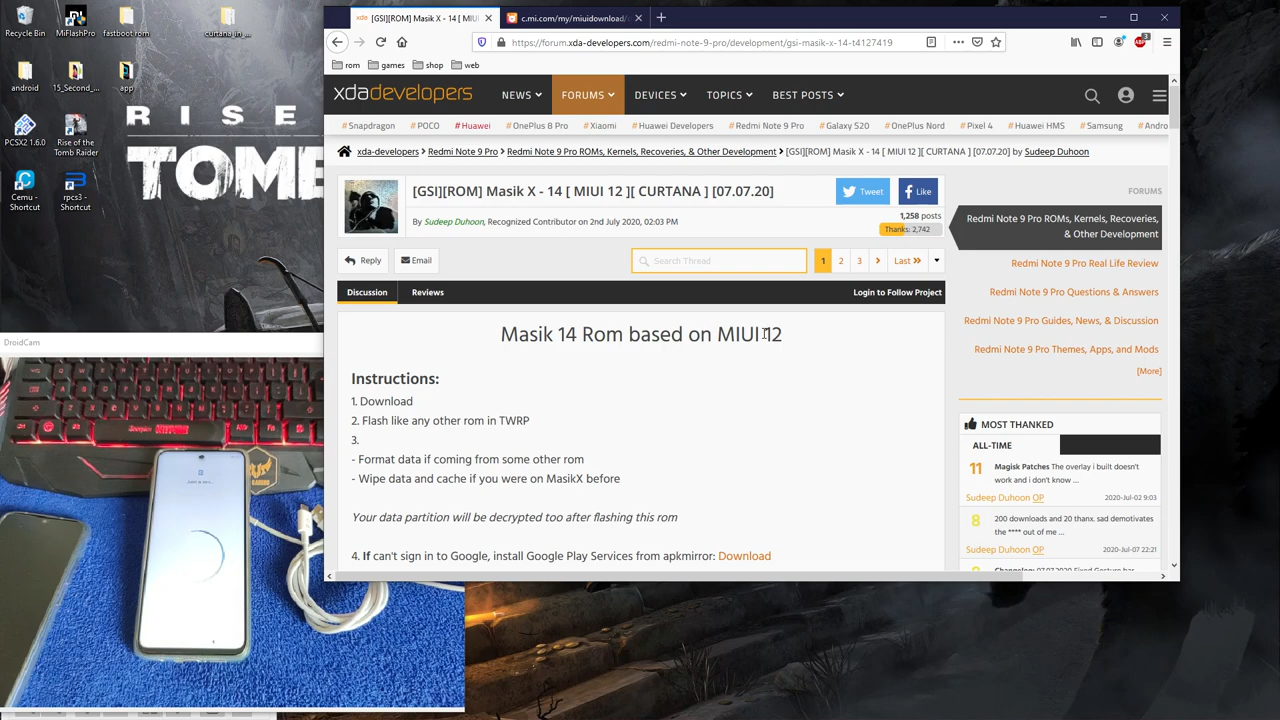 Recycle Bin
MiFlashPro
fastboot rom
curtana_in_...
android
15_Second_...
app
PCSX2 1.6.0
Rise of the Tomb Raider
Cemu - Shortcut
rpcs3 - Shortcut
RISE
TOMB
[GSI][ROM] Masik X - 14 [ MIUI
c.mi.com/my/miuidownload/
https://forum.xda-developers.com/redmi-note-9-pro/development/gsi-masik-x-14-t4127419
rom
games
shop
web
xdadevelopers
NEWS
FORUMS
DEVICES
TOPICS
BEST POSTS
#Snapdragon
#POCO
#Huawei
#OnePlus 8 Pro
#Xiaomi
#Huawei Developers
#Redmi Note 9 Pro
#Galaxy S20
#OnePlus Nord
#Pixel 4
#Huawei HMS
#Samsung
#Andro
xda-developers > Redmi Note 9 Pro > Redmi Note 9 Pro ROMs, Kernels, Recoveries, & Other Development > [GSI][ROM] Masik X - 14 [ MIUI 12 ][ CURTANA ] [07.07.20] by Sudeep Duhoon
[GSI][ROM] Masik X - 14 [ MIUI 12 ][ CURTANA ] [07.07.20]
Tweet
Like
By Sudeep Duhoon, Recognized Contributor on 2nd July 2020, 02:03 PM
1,258 posts
Thanks: 2,742
Reply
Email
Search Thread
1
2
3
Last
Discussion
Reviews
Login to Follow Project
Masik 14 Rom based on MIUI 12
Instructions:
1. Download
2. Flash like any other rom in TWRP
3.
- Format data if coming from some other rom
- Wipe data and cache if you were on MasikX before
Your data partition will be decrypted too after flashing this rom
4. If can't sign in to Google, install Google Play Services from apkmirror: Download
FORUMS
Redmi Note 9 Pro ROMs, Kernels, Recoveries,
& Other Development
Redmi Note 9 Pro Real Life Review
Redmi Note 9 Pro Questions & Answers
Redmi Note 9 Pro Guides, News, & Discussion
Redmi Note 9 Pro Themes, Apps, and Mods
[More]
MOST THANKED
ALL-TIME
11
Magisk Patches The overlay i built doesn't
work and i don't know ...
Sudeep Duhoon OP
2020-Jul-02 9:03
8
200 downloads and 20 thanx. sad demotivates
the **** out of me ...
Sudeep Duhoon OP
2020-Jul-07 22:21
Changelog: 07.07.2020 Fixed Gesture bar
DroidCam